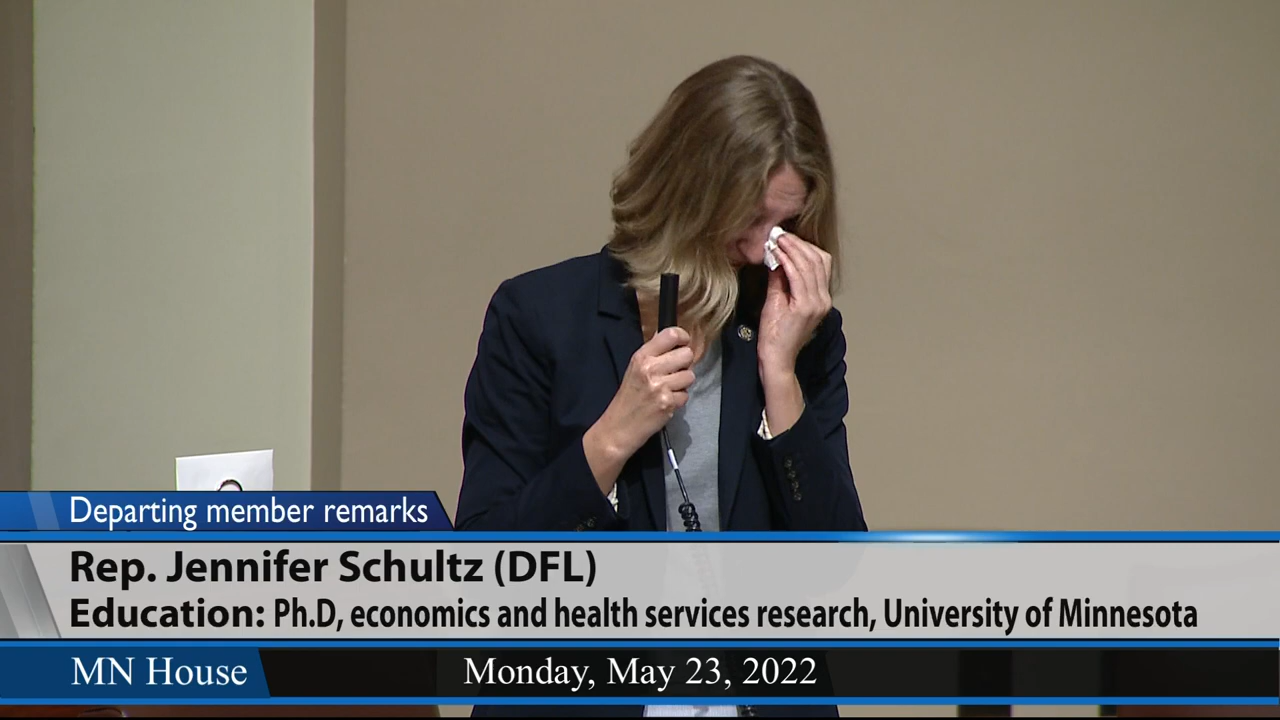 Departing member remarks
Rep. Jennifer Schultz (DFL)
Education: Ph.D, economics and health services research, University of Minnesota
MN House
Monday, May 23, 2022